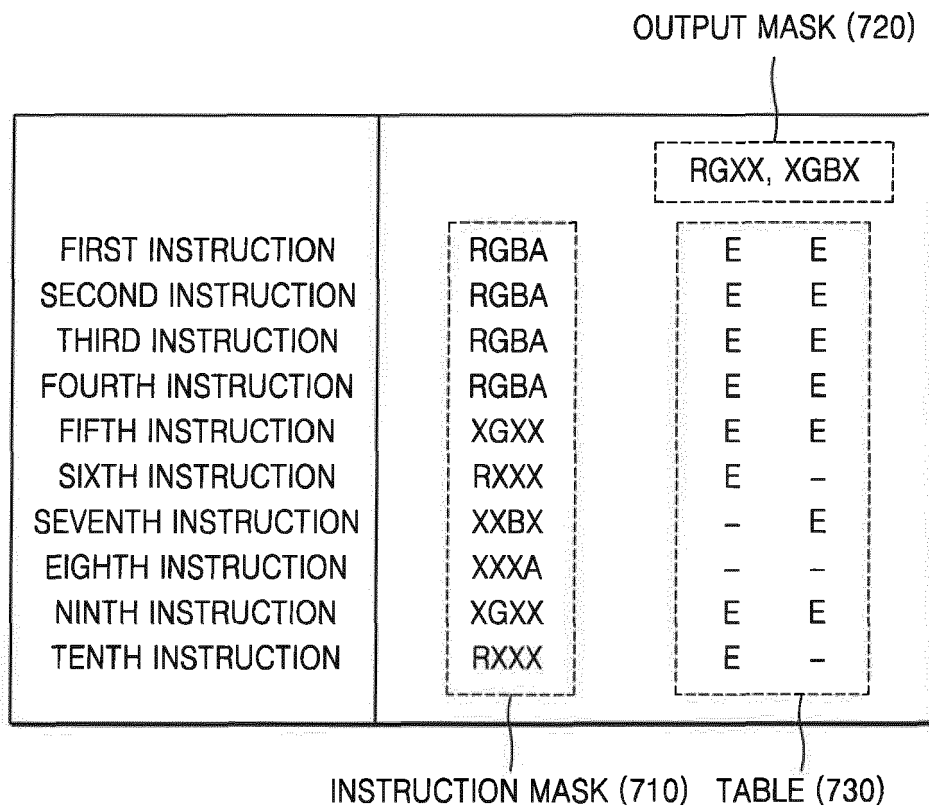 OUTPUT MASK (720)
RGXX, XGBX
FIRST INSTRUCTION RGBA E E
SECOND INSTRUCTION RGBA E E
THIRD INSTRUCTION RGBA E E
FOURTH INSTRUCTION RGBA E E
FIFTH INSTRUCTION XGXX E E
SIXTH INSTRUCTION RXXX E –
SEVENTH INSTRUCTION XXBX – E
EIGHTH INSTRUCTION XXXA – –
NINTH INSTRUCTION XGXX E E
TENTH INSTRUCTION RXXX E –
INSTRUCTION MASK (710) TABLE (730)